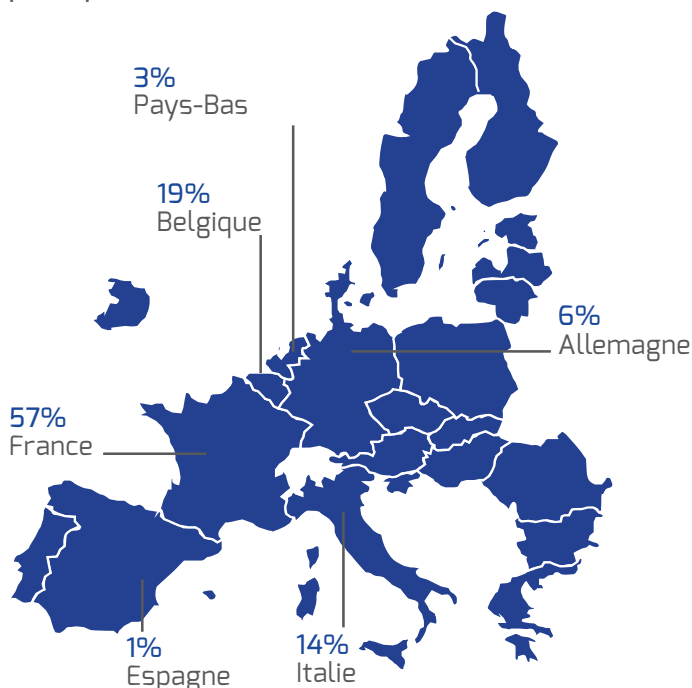 3%
Pays-Bas
19%
Belgique
6%
Allemagne
57%
France
1%
Espagne
14%
Italie